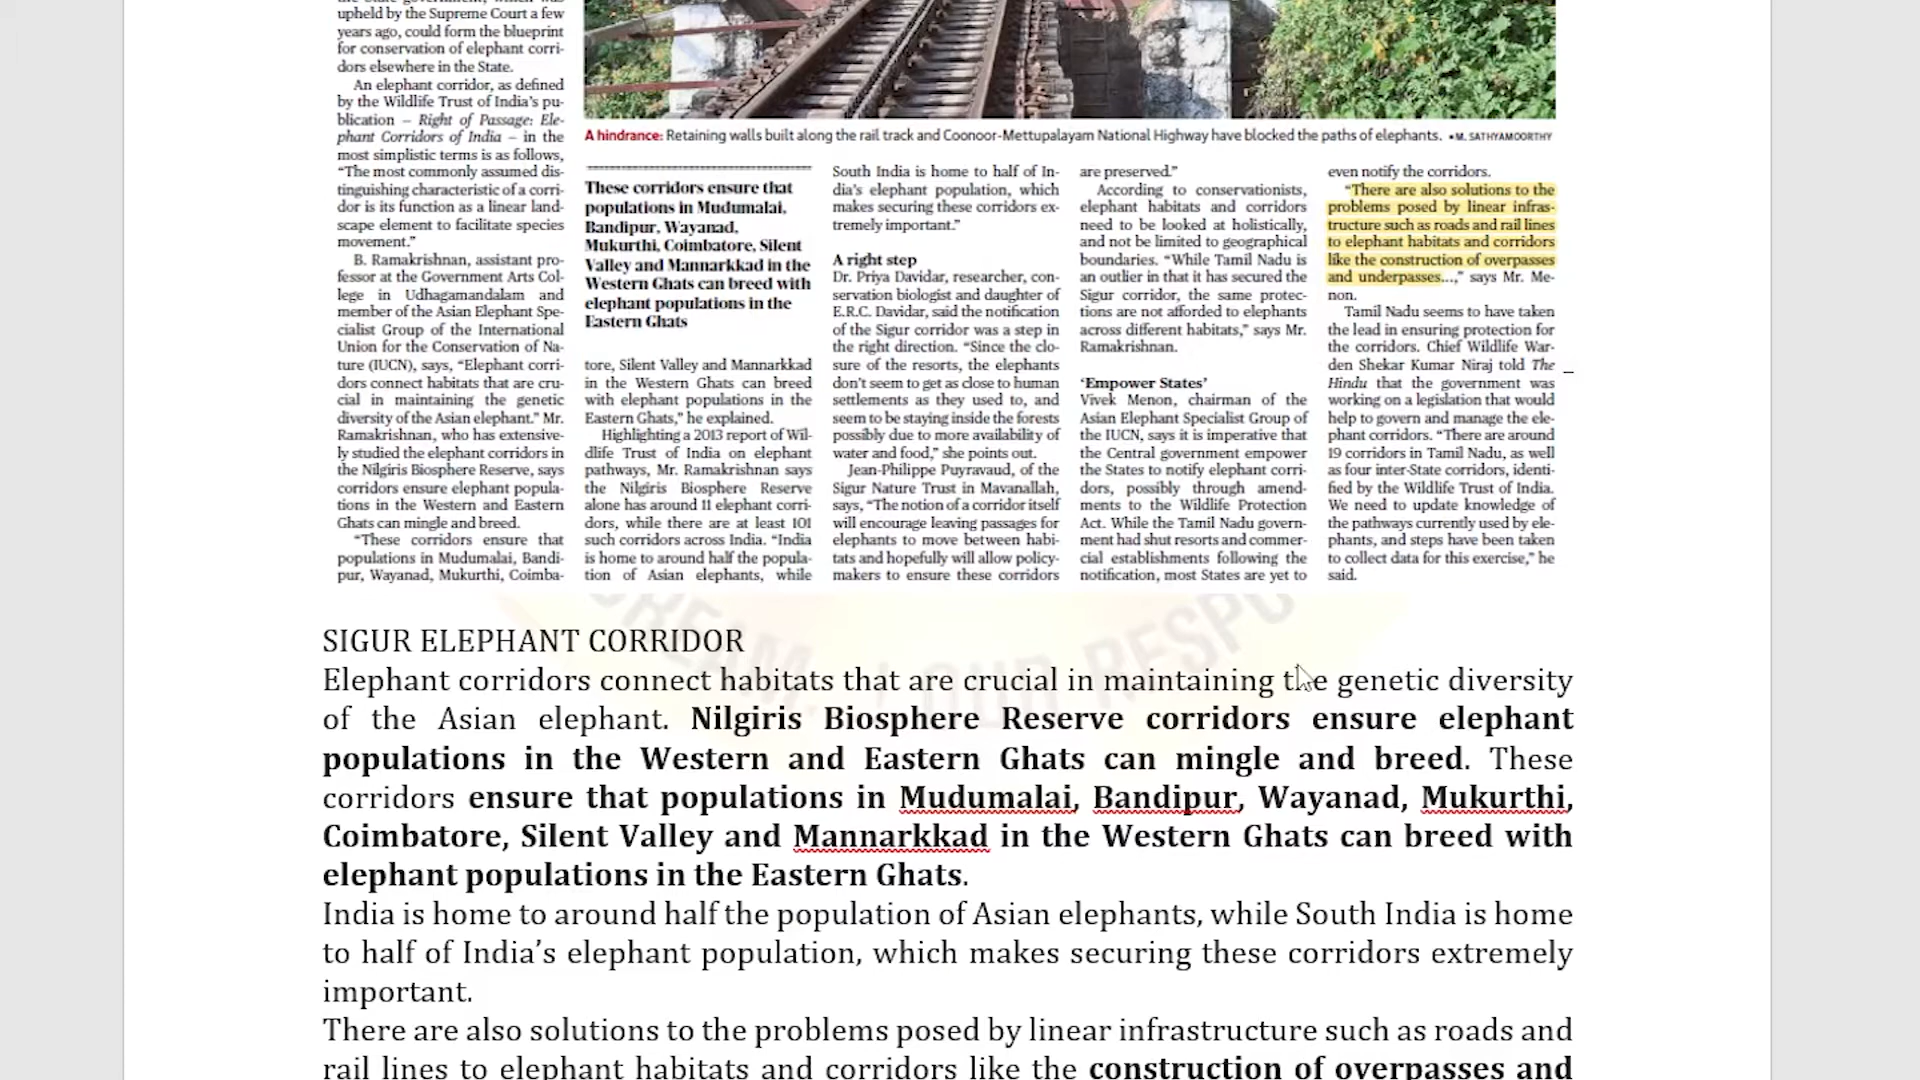 the State government, which was
upheld by the Supreme Court a few
years ago, could form the blueprint
for conservation of elephant corri-
dors elsewhere in the State.
An elephant corridor, as defined
by the Wildlife Trust of India's pu-
blication – Right of Passage: Ele-
phant Corridors of India – in the
most simplistic terms is as follows,
“The most commonly assumed dis-
tinguishing characteristic of a corri-
dor is its function as a linear land-
scape element to facilitate species
movement.”
B. Ramakrishnan, assistant pro-
fessor at the Government Arts Col-
lege in Udhagamandalam and
member of the Asian Elephant Spe-
cialist Group of the International
Union for the Conservation of Na-
ture (IUCN), says, “Elephant corri-
dors connect habitats that are cru-
cial in maintaining the genetic
diversity of the Asian elephant.” Mr.
Ramakrishnan, who has extensive-
ly studied the elephant corridors in
the Nilgiris Biosphere Reserve, says
corridors ensure elephant popula-
tions in the Western and Eastern
Ghats can mingle and breed.
“These corridors ensure that
populations in Mudumalai, Bandi-
pur, Wayanad, Mukurthi, Coimba-
A hindrance: Retaining walls built along the rail track and Coonoor-Mettupalayam National Highway have blocked the paths of elephants. •M. SATHYAMOORTHY
These corridors ensure that
populations in Mudumalai,
Bandipur, Wayanad,
Mukurthi, Coimbatore, Silent
Valley and Mannarkkad in the
Western Ghats can breed with
elephant populations in the
Eastern Ghats
tore, Silent Valley and Mannarkkad
in the Western Ghats can breed
with elephant populations in the
Eastern Ghats,” he explained.
Highlighting a 2013 report of Wil-
dlife Trust of India on elephant
pathways, Mr. Ramakrishnan says
the Nilgiris Biosphere Reserve
alone has around 11 elephant corri-
dors, while there are at least 101
such corridors across India. “India
is home to around half the popula-
tion of Asian elephants, while
South India is home to half of In-
dia's elephant population, which
makes securing these corridors ex-
tremely important.”
A right step
Dr. Priya Davidar, researcher, con-
servation biologist and daughter of
E.R.C. Davidar, said the notification
of the Sigur corridor was a step in
the right direction. “Since the clo-
sure of the resorts, the elephants
don't seem to get as close to human
settlements as they used to, and
seem to be staying inside the forests
possibly due to more availability of
water and food,” she points out.
Jean-Philippe Puyravaud, of the
Sigur Nature Trust in Mavanallah,
says, “The notion of a corridor itself
will encourage leaving passages for
elephants to move between habi-
tats and hopefully will allow policy-
makers to ensure these corridors
are preserved.”
According to conservationists,
elephant habitats and corridors
need to be looked at holistically,
and not be limited to geographical
boundaries. “While Tamil Nadu is
an outlier in that it has secured the
Sigur corridor, the same protec-
tions are not afforded to elephants
across different habitats,” says Mr.
Ramakrishnan.
‘Empower States’
Vivek Menon, chairman of the
Asian Elephant Specialist Group of
the IUCN, says it is imperative that
the Central government empower
the States to notify elephant corri-
dors, possibly through amend-
ments to the Wildlife Protection
Act. While the Tamil Nadu govern-
ment had shut resorts and commer-
cial establishments following the
notification, most States are yet to
even notify the corridors.
“There are also solutions to the
problems posed by linear infras-
tructure such as roads and rail lines
to elephant habitats and corridors
like the construction of overpasses
and underpasses...,” says Mr. Me-
non.
Tamil Nadu seems to have taken
the lead in ensuring protection for
the corridors. Chief Wildlife War-
den Shekar Kumar Niraj told The
Hindu that the government was
working on a legislation that would
help to govern and manage the ele-
phant corridors. “There are around
19 corridors in Tamil Nadu, as well
as four inter-State corridors, identi-
fied by the Wildlife Trust of India.
We need to update knowledge of
the pathways currently used by ele-
phants, and steps have been taken
to collect data for this exercise,” he
said.
SIGUR ELEPHANT CORRIDOR
Elephant corridors connect habitats that are crucial in maintaining the genetic diversity
of the Asian elephant. Nilgiris Biosphere Reserve corridors ensure elephant
populations in the Western and Eastern Ghats can mingle and breed. These
corridors ensure that populations in Mudumalai, Bandipur, Wayanad, Mukurthi,
Coimbatore, Silent Valley and Mannarkkad in the Western Ghats can breed with
elephant populations in the Eastern Ghats.
India is home to around half the population of Asian elephants, while South India is home
to half of India’s elephant population, which makes securing these corridors extremely
important.
There are also solutions to the problems posed by linear infrastructure such as roads and
rail lines to elephant habitats and corridors like the construction of overpasses and